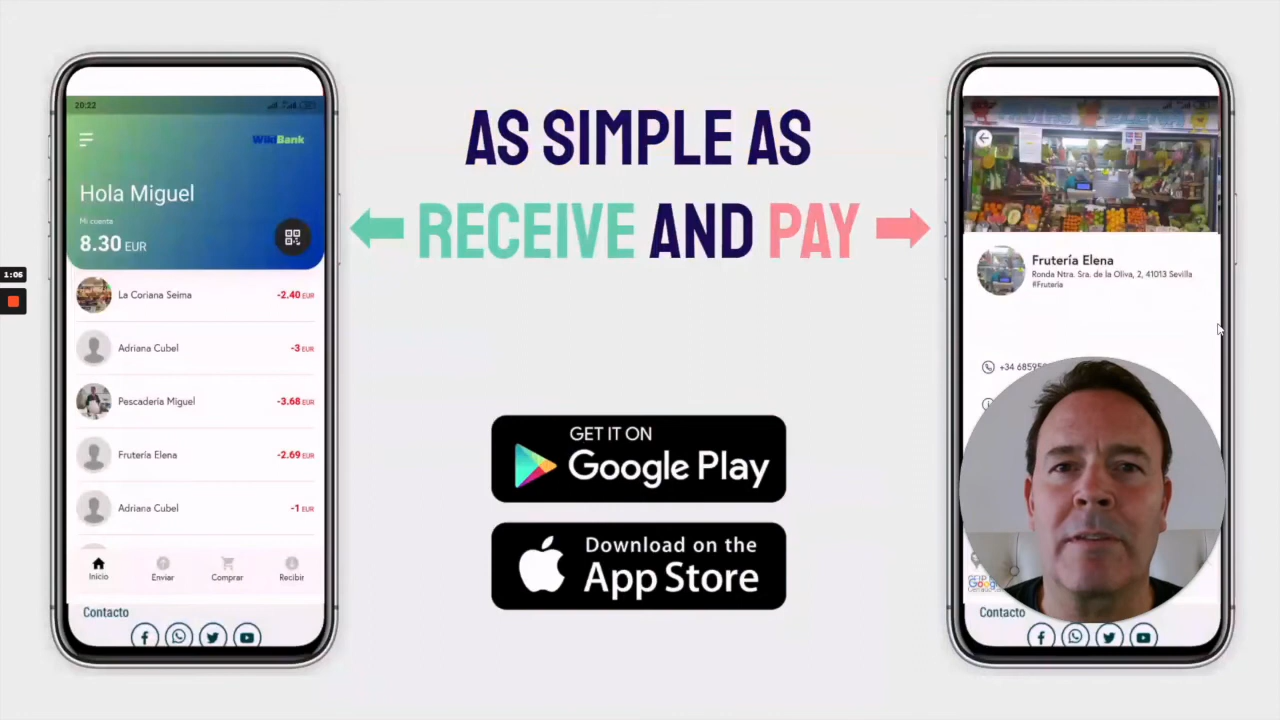 1:06
20:22
WikiBank
Hola Miguel
Mi cuenta
8.30 EUR
La Coriana Seima -2.40 EUR
Adriana Cubel -3 EUR
Pescaderia Miguel -3.68 EUR
Fruteria Elena -2.69 EUR
Adriana Cubel -1 EUR
Inicio Enviar Comprar Recibir
Contacto
AS SIMPLE AS
RECEIVE AND PAY
GET IT ON
Google Play
Download on the
App Store
Frutería Elena
Ronda Ntra. Sra. de la Oliva, 2, 41013 Sevilla
#Fruteria
Contacto